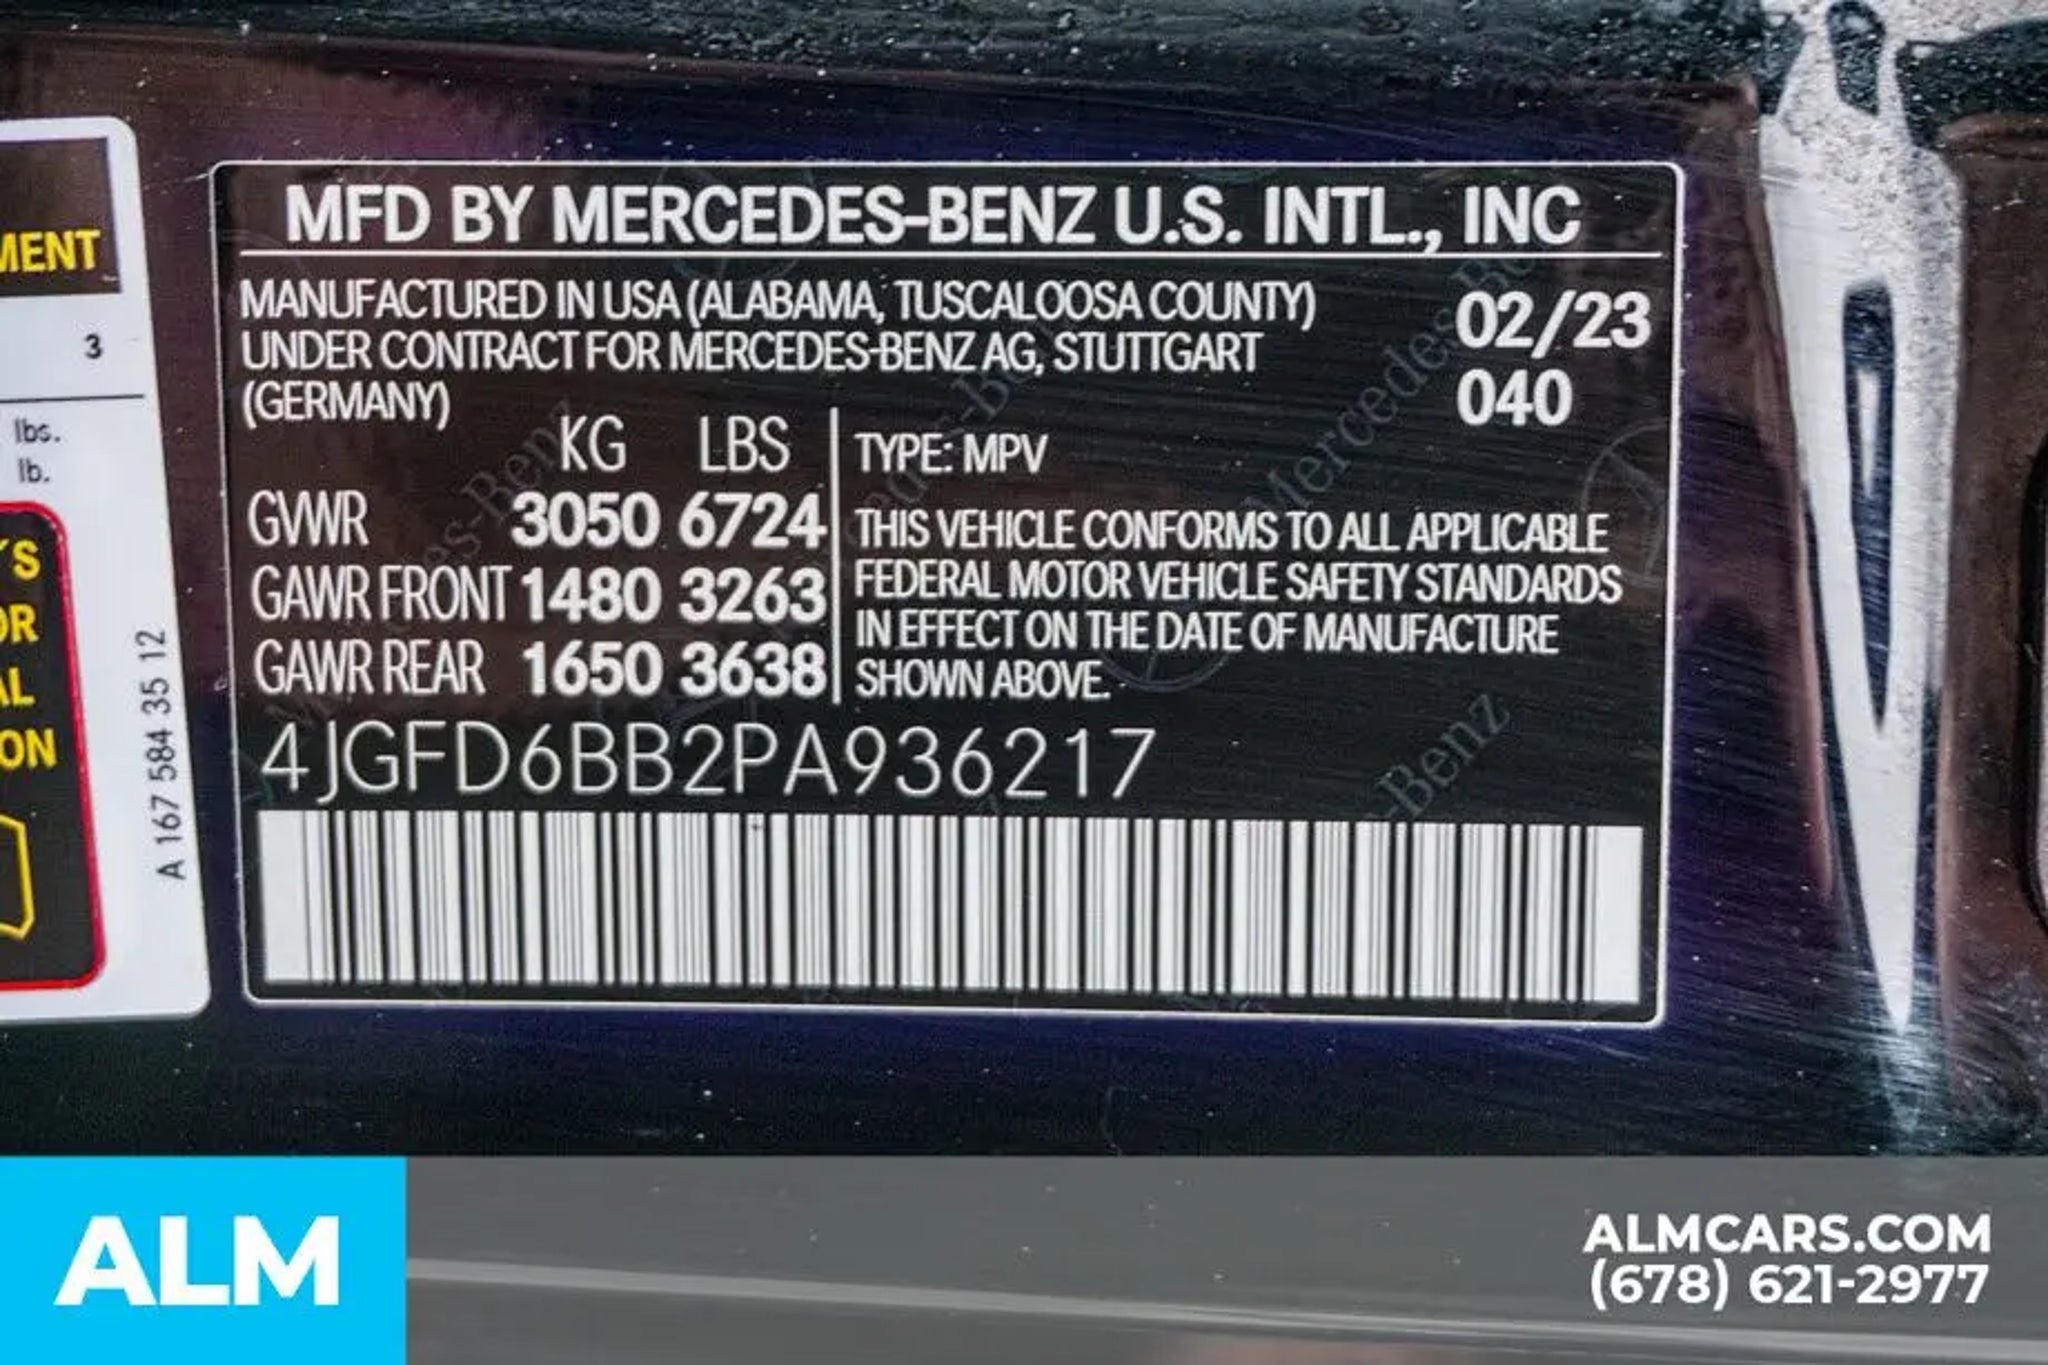 MENT
3
lbs.
lb.
'S
OR
AL
ON
A 167 584 35 12
MFD BY MERCEDES-BENZ U.S. INTL., INC
MANUFACTURED IN USA (ALABAMA, TUSCALOOSA COUNTY)
UNDER CONTRACT FOR MERCEDES-BENZ AG, STUTTGART
(GERMANY)
02/23
040
KG LBS
GVWR 3050 6724
GAWR FRONT 1480 3263
GAWR REAR 1650 3638
TYPE: MPV
THIS VEHICLE CONFORMS TO ALL APPLICABLE
FEDERAL MOTOR VEHICLE SAFETY STANDARDS
IN EFFECT ON THE DATE OF MANUFACTURE
SHOWN ABOVE.
4JGFD6BB2PA936217
ALM
ALMCARS.COM
(678) 621-2977